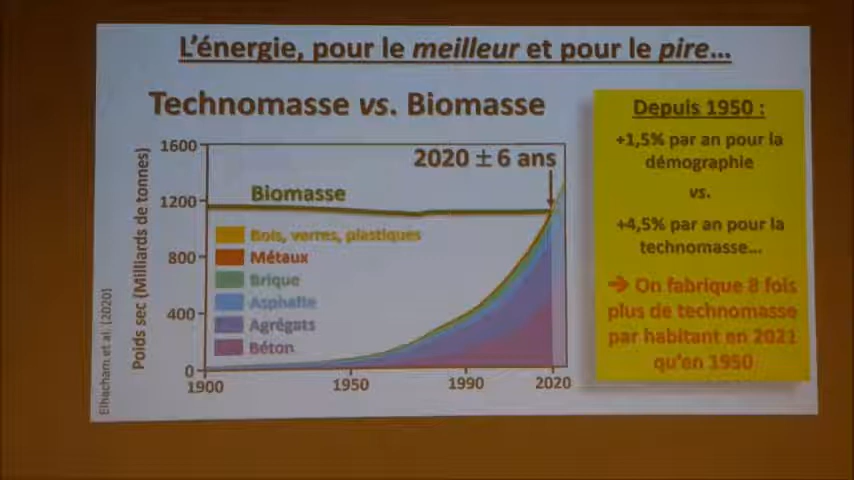 L'énergie, pour le meilleur et pour le pire...
Technomasse vs. Biomasse
1600
1200
800
400
0
1900
1950
1990
2020
Poids sec (Milliards de tonnes)
Elhacham et al. (2020)
2020 ± 6 ans
Biomasse
Bois, verres, plastiques
Métaux
Brique
Asphalte
Agrégats
Béton
Depuis 1950 :
+1,5% par an pour la
démographie
vs.
+4,5% par an pour la
technomasse...
→ On fabrique 8 fois
plus de technomasse
par habitant en 2021
qu'en 1950